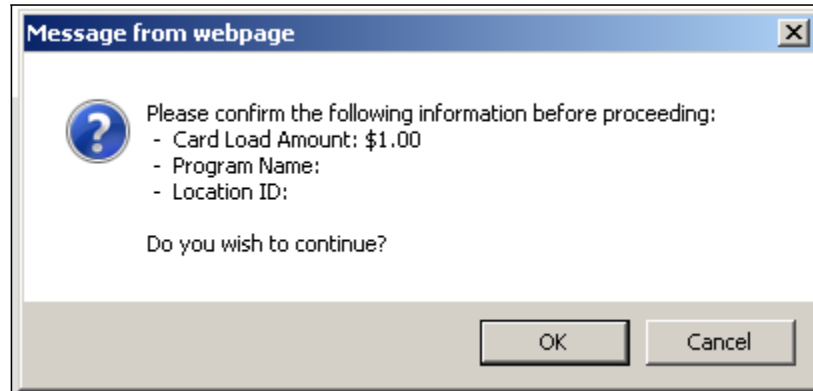 Message from webpage
Please confirm the following information before proceeding:
- Card Load Amount: $1.00
- Program Name:
- Location ID:
Do you wish to continue?
OK
Cancel